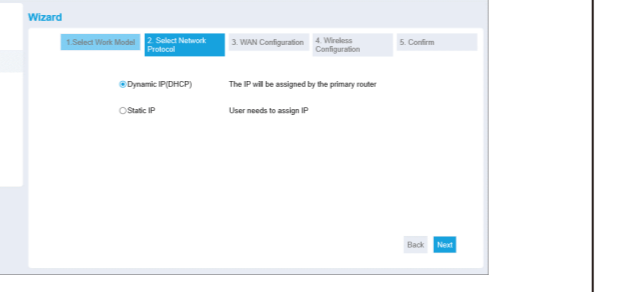 Wizard
1.Select Work Model
2. Select Network
Protocol
3. WAN Configuration
4. Wireless
Configuration
5. Confirm
Dynamic IP(DHCP) The IP will be assigned by the primary router
Static IP User needs to assign IP
Back Next